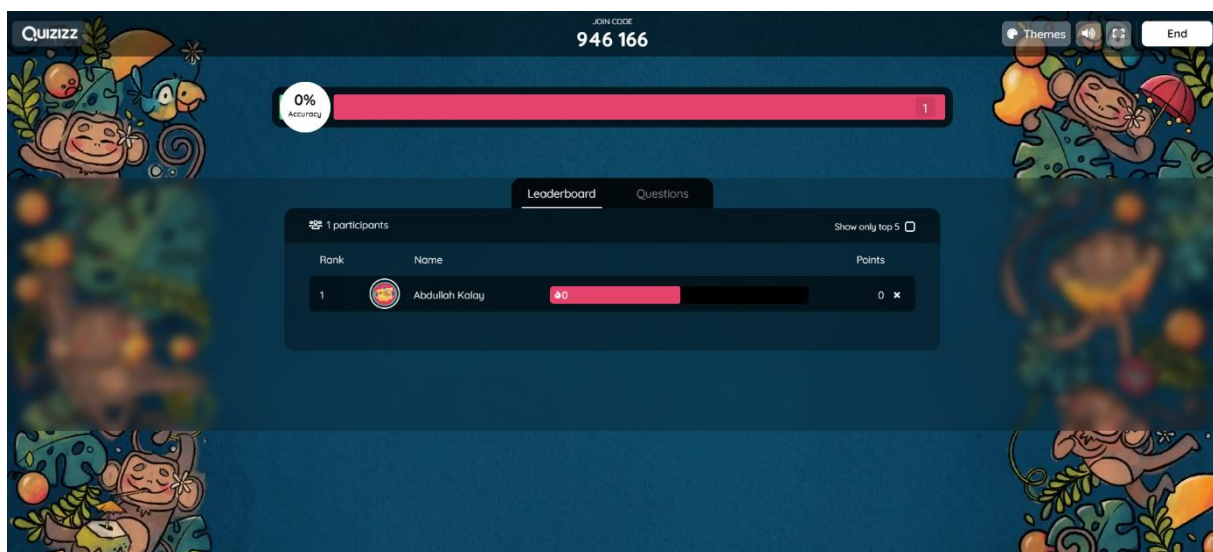 QUIZIZZ
JOIN CODE
946 166
Themes
End
0%
Accuracy
1
Leaderboard
Questions
1 participants
Show only top 5
Rank
Name
Points
1
Abdullah Kalay
0
0